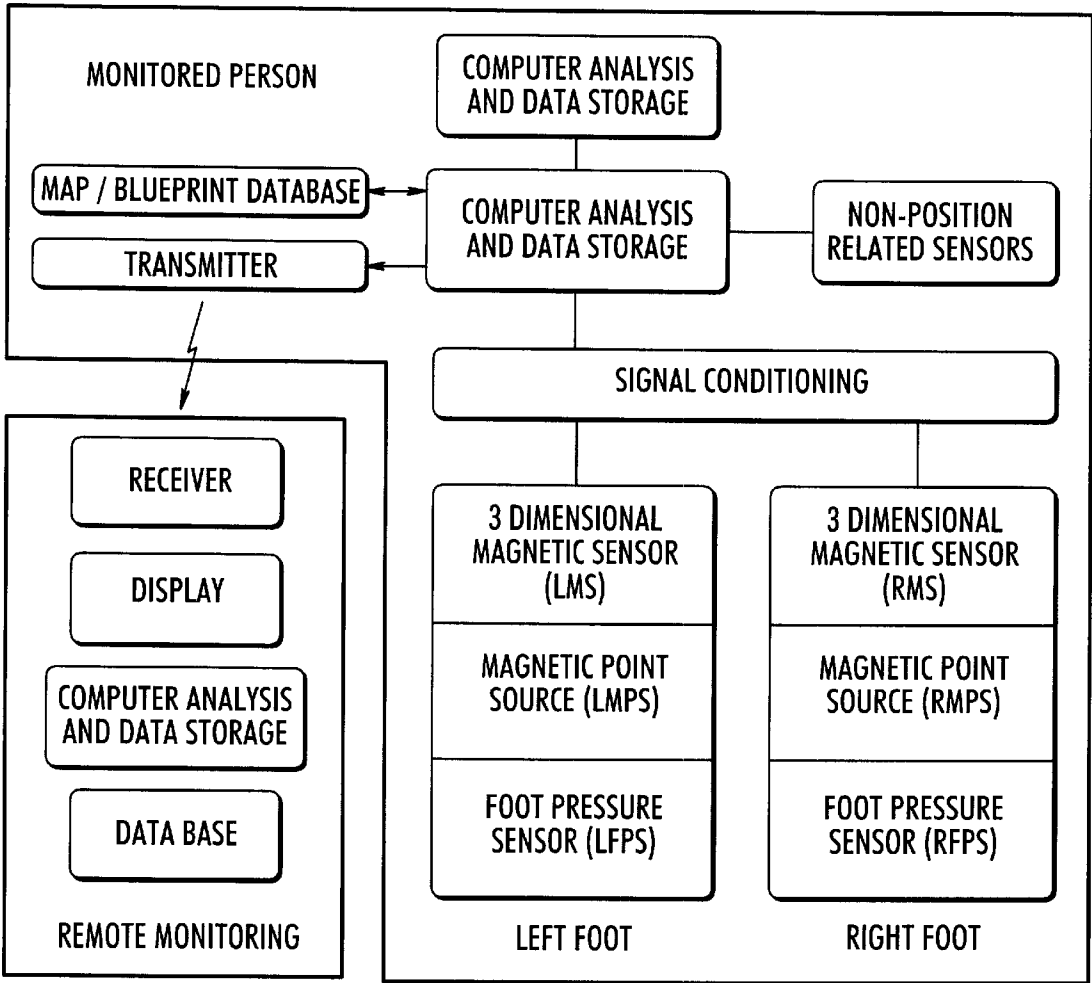 MONITORED PERSON
COMPUTER ANALYSIS
AND DATA STORAGE
MAP / BLUEPRINT DATABASE
TRANSMITTER
COMPUTER ANALYSIS
AND DATA STORAGE
NON-POSITION
RELATED SENSORS
SIGNAL CONDITIONING
RECEIVER
DISPLAY
COMPUTER ANALYSIS
AND DATA STORAGE
DATA BASE
REMOTE MONITORING
3 DIMENSIONAL
MAGNETIC SENSOR
(LMS)
MAGNETIC POINT
SOURCE (LMPS)
FOOT PRESSURE
SENSOR (LFPS)
LEFT FOOT
3 DIMENSIONAL
MAGNETIC SENSOR
(RMS)
MAGNETIC POINT
SOURCE (RMPS)
FOOT PRESSURE
SENSOR (RFPS)
RIGHT FOOT